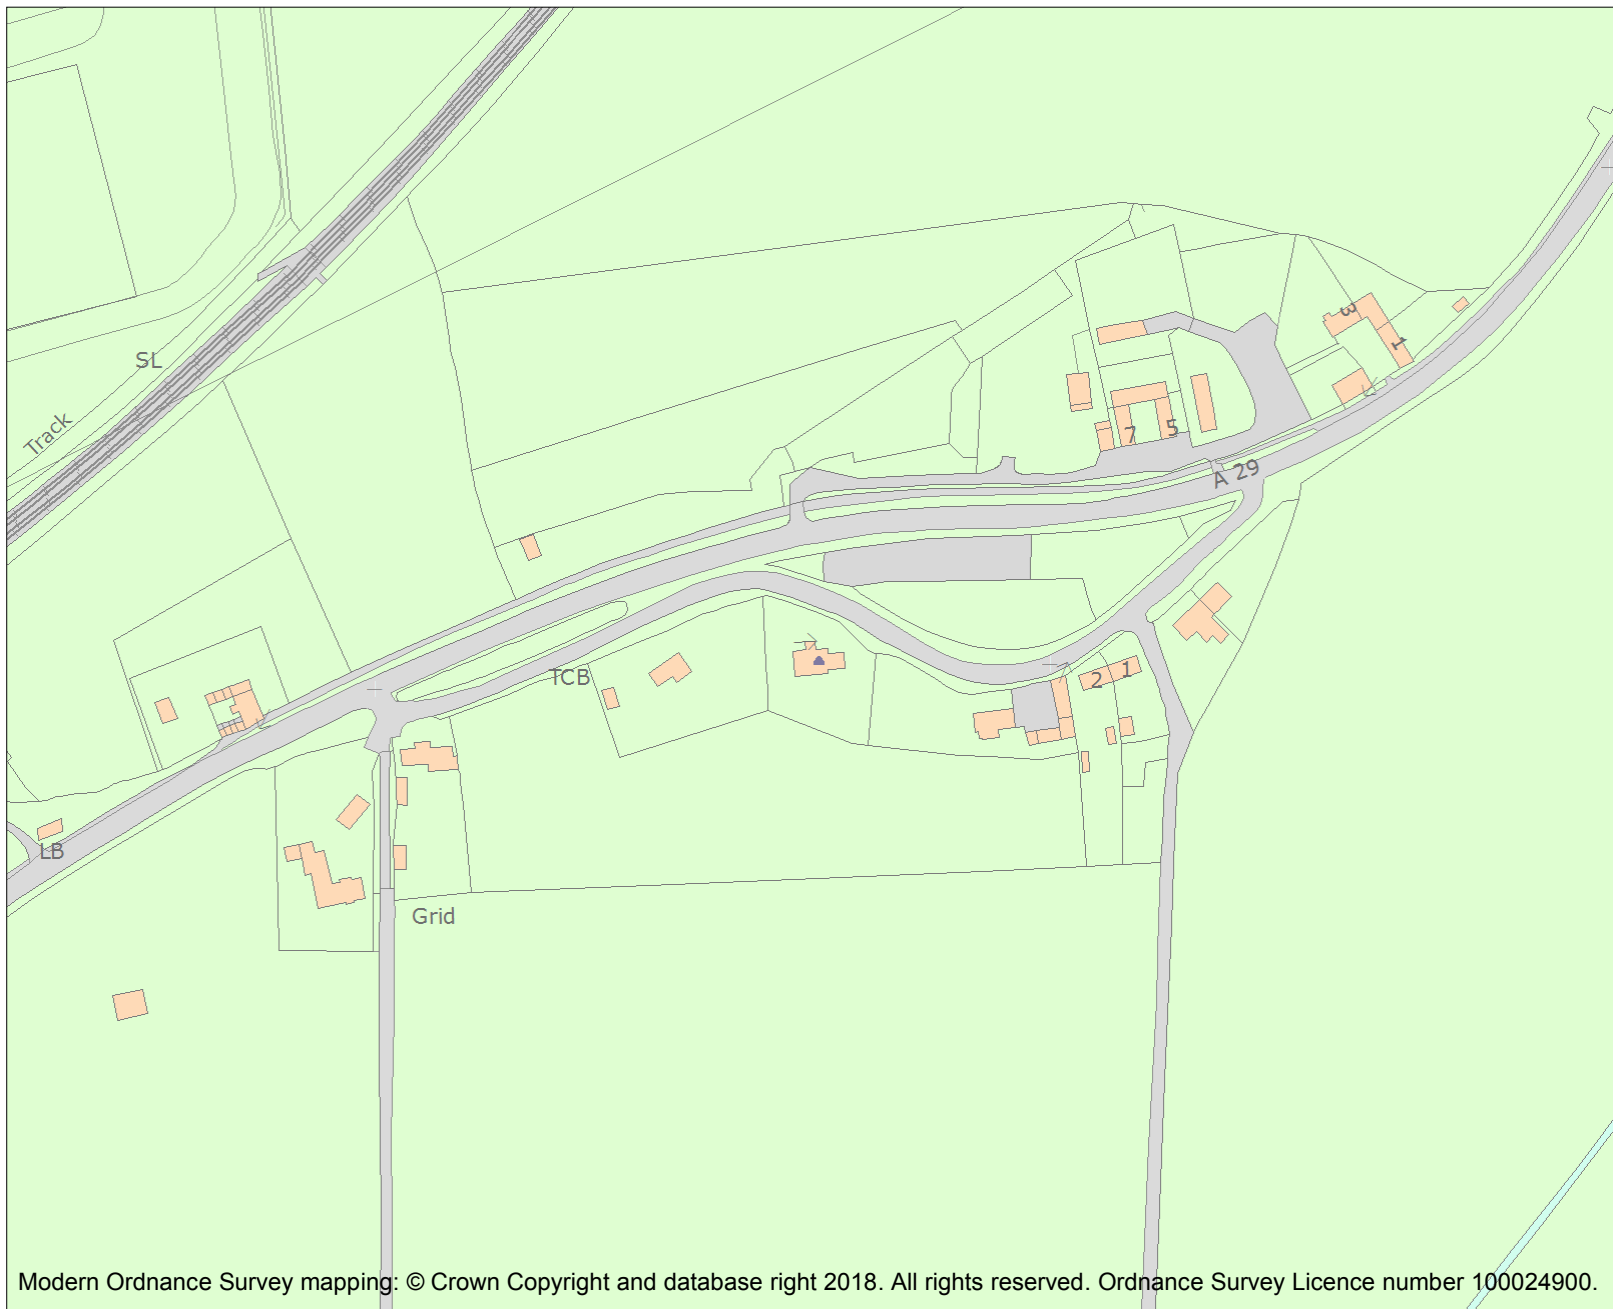 3
1
SL
Track
7
5
A 29
TCB
2
1
LB
Grid
Modern Ordnance Survey mapping: © Crown Copyright and database right 2018. All rights reserved. Ordnance Survey Licence number 100024900.